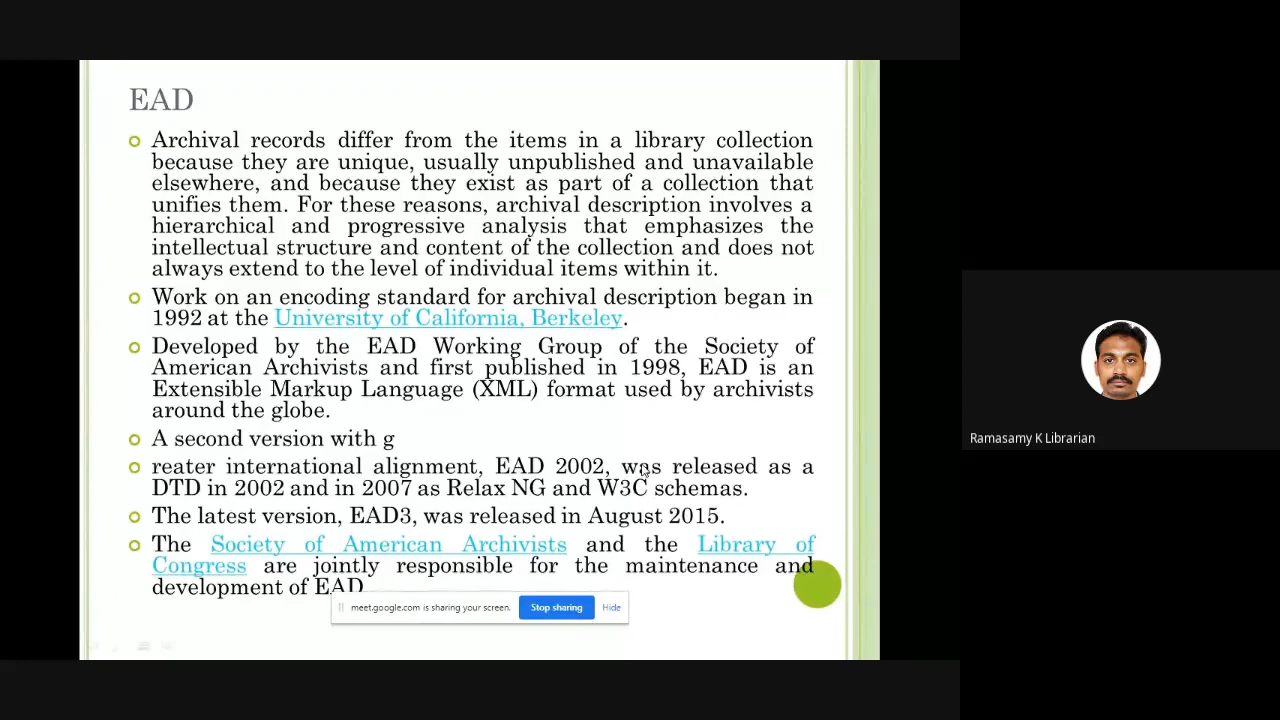 EAD
Archival records differ from the items in a library collection
because they are unique, usually unpublished and unavailable
elsewhere, and because they exist as part of a collection that
unifies them. For these reasons, archival description involves a
hierarchical and progressive analysis that emphasizes the
intellectual structure and content of the collection and does not
always extend to the level of individual items within it.
Work on an encoding standard for archival description began in
1992 at the University of California, Berkeley.
Developed by the EAD Working Group of the Society of
American Archivists and first published in 1998, EAD is an
Extensible Markup Language (XML) format used by archivists
around the globe.
A second version with g
reater international alignment, EAD 2002, was released as a
DTD in 2002 and in 2007 as Relax NG and W3C schemas.
The latest version, EAD3, was released in August 2015.
The Society of American Archivists and the Library of
Congress are jointly responsible for the maintenance and
development of EAD
meet.google.com is sharing your screen. Stop sharing Hide
Ramasamy K Librarian